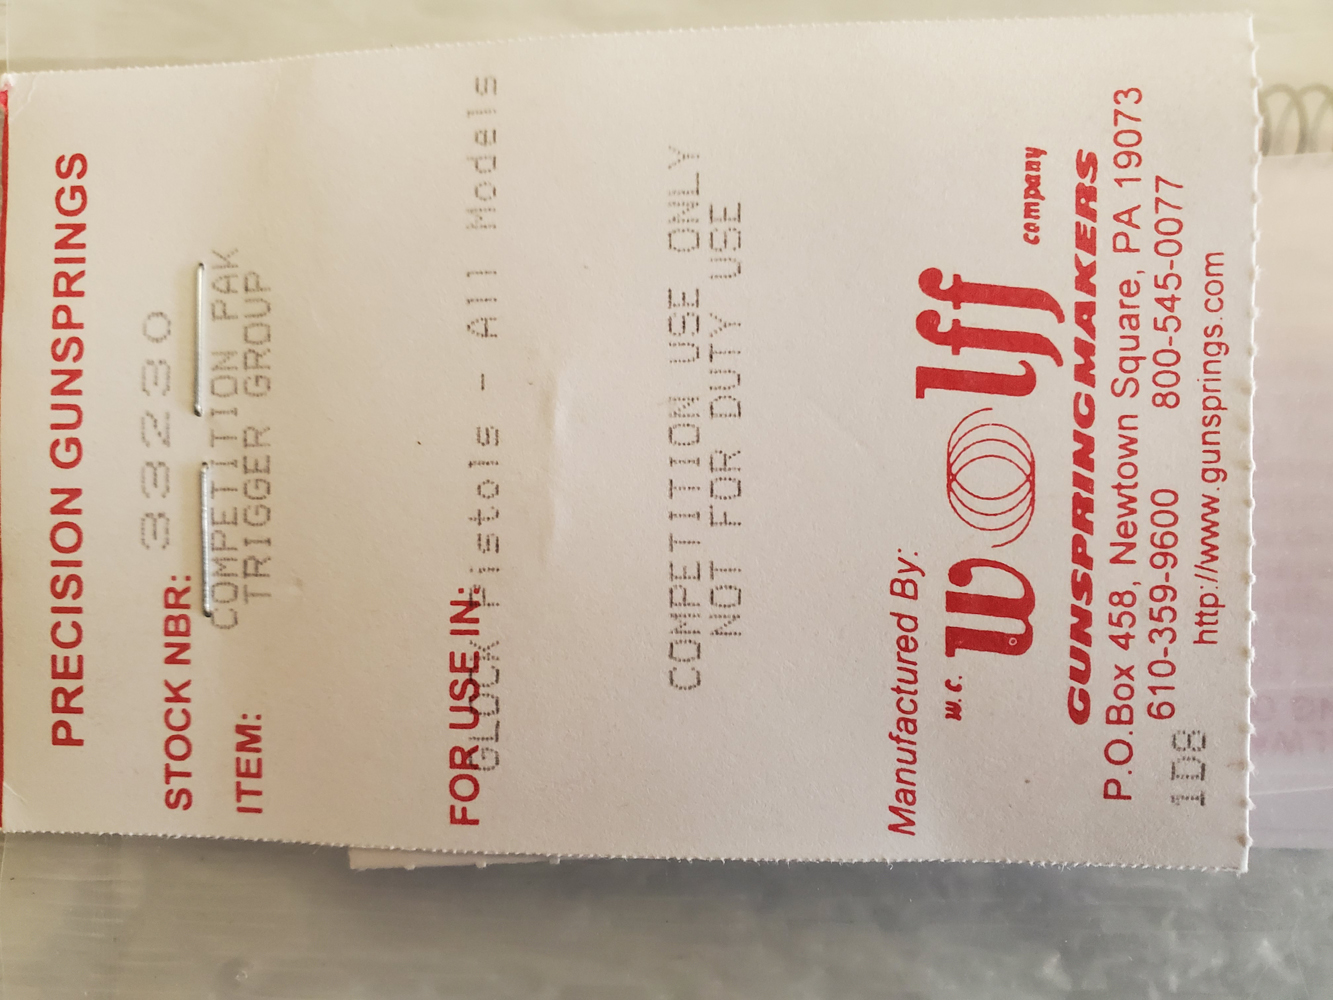 PRECISION GUNSPRINGS
STOCK NBR: 33230
COMPETITION PAK
ITEM: TRIGGER GROUP
FOR USE IN:
GLOCK Pistols - All Models
COMPETITION USE ONLY
NOT FOR DUTY USE
Manufactured By:
W.C. Wolff company
GUNSPRINGMAKERS
P.O.Box 458, Newtown Square, PA 19073
610-359-9600 800-545-0077
1D8 http://www.gunsprings.com